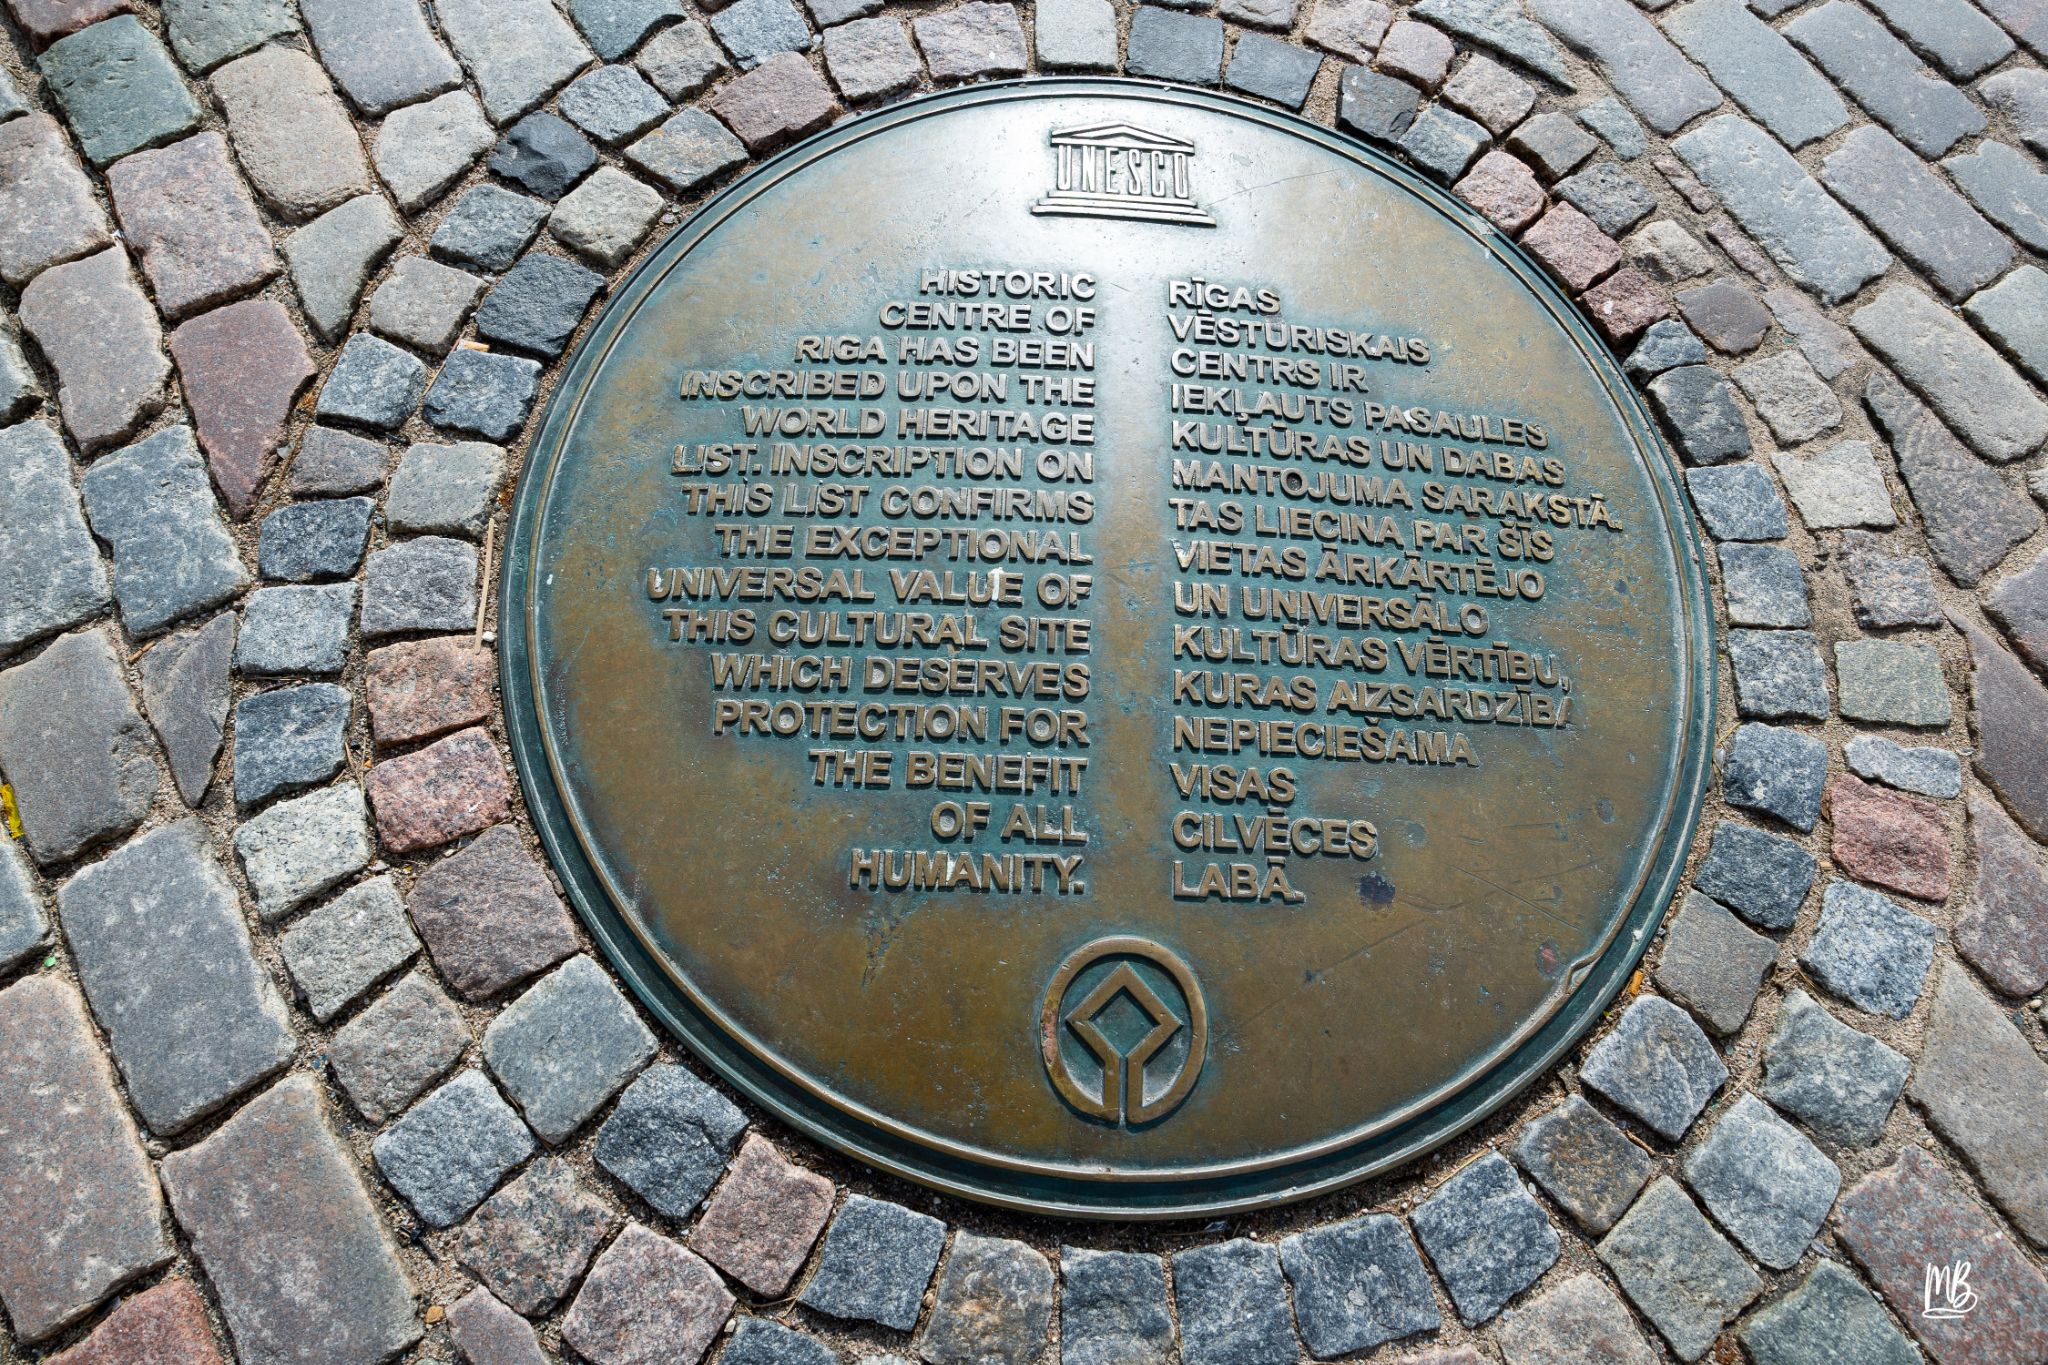 UNESCO
HISTORIC
CENTRE OF
RIGA HAS BEEN
INSCRIBED UPON THE
WORLD HERITAGE
LIST. INSCRIPTION ON
THIS LIST CONFIRMS
THE EXCEPTIONAL
UNIVERSAL VALUE OF
THIS CULTURAL SITE
WHICH DESERVES
PROTECTION FOR
THE BENEFIT
OF ALL
HUMANITY.
RĪGAS
VĒSTURISKAIS
CENTRS IR
IEKĻAUTS PASAULES
KULTŪRAS UN DABAS
MANTOJUMA SARAKSTĀ.
TAS LIECINA PAR ŠĪS
VIETAS ĀRKĀRTĒJO
UN UNIVERSĀLO
KULTŪRAS VĒRTĪBU,
KURAS AIZSARDZĪBA
NEPIECIEŠAMA
VISAS
CILVĒCES
LABĀ.
MB